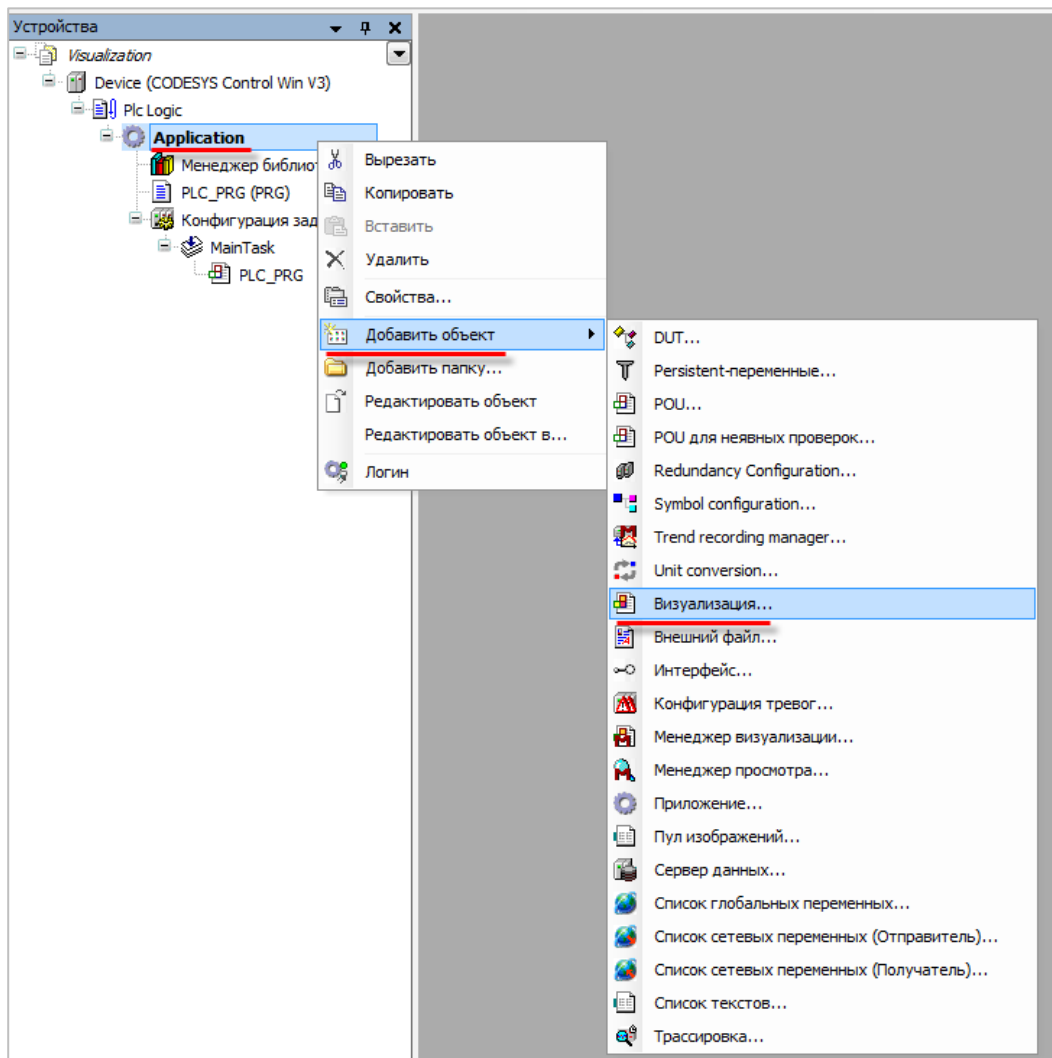 Устройства
Visualization
Device (CODESYS Control Win V3)
Plc Logic
Application
Менеджер библио
PLC_PRG (PRG)
Конфигурация зад
MainTask
PLC_PRG
Вырезать
Копировать
Вставить
Удалить
Свойства...
Добавить объект
Добавить папку...
Редактировать объект
Редактировать объект в...
Логин
DUT...
Persistent-переменные...
POU...
POU для неявных проверок...
Redundancy Configuration...
Symbol configuration...
Trend recording manager...
Unit conversion...
Визуализация...
Внешний файл...
Интерфейс...
Конфигурация тревог...
Менеджер визуализации...
Менеджер просмотра...
Приложение...
Пул изображений...
Сервер данных...
Список глобальных переменных...
Список сетевых переменных (Отправитель)...
Список сетевых переменных (Получатель)...
Список текстов...
Трассировка...